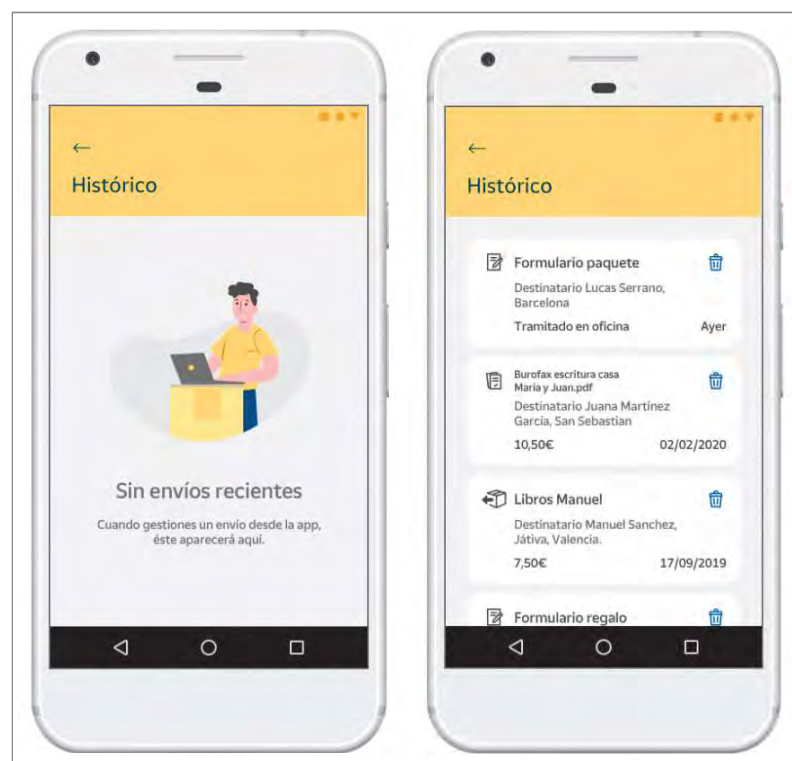 Histórico
Sin envíos recientes
Cuando gestiones un envío desde la app,
éste aparecerá aquí.
Histórico
Formulario paquete
Destinatario Lucas Serrano,
Barcelona
Tramitado en oficina Ayer
Burofax escritura casa
Maria y Juan.pdf
Destinatario Juana Martínez
García, San Sebastian
10,50€ 02/02/2020
Libros Manuel
Destinatario Manuel Sanchez,
Játiva, Valencia.
7,50€ 17/09/2019
Formulario regalo